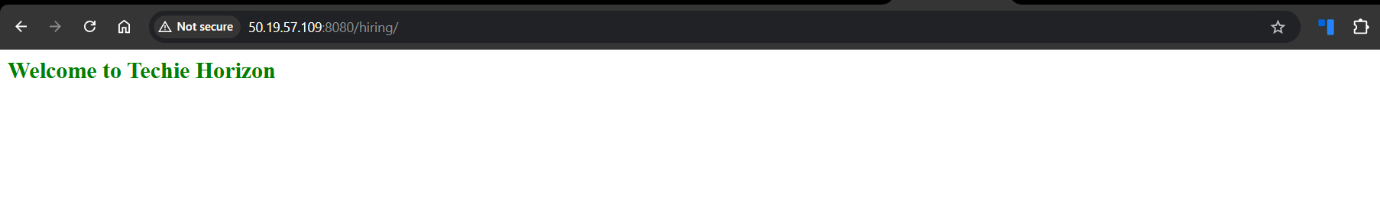 Not secure 50.19.57.109:8080/hiring/
Welcome to Techie Horizon